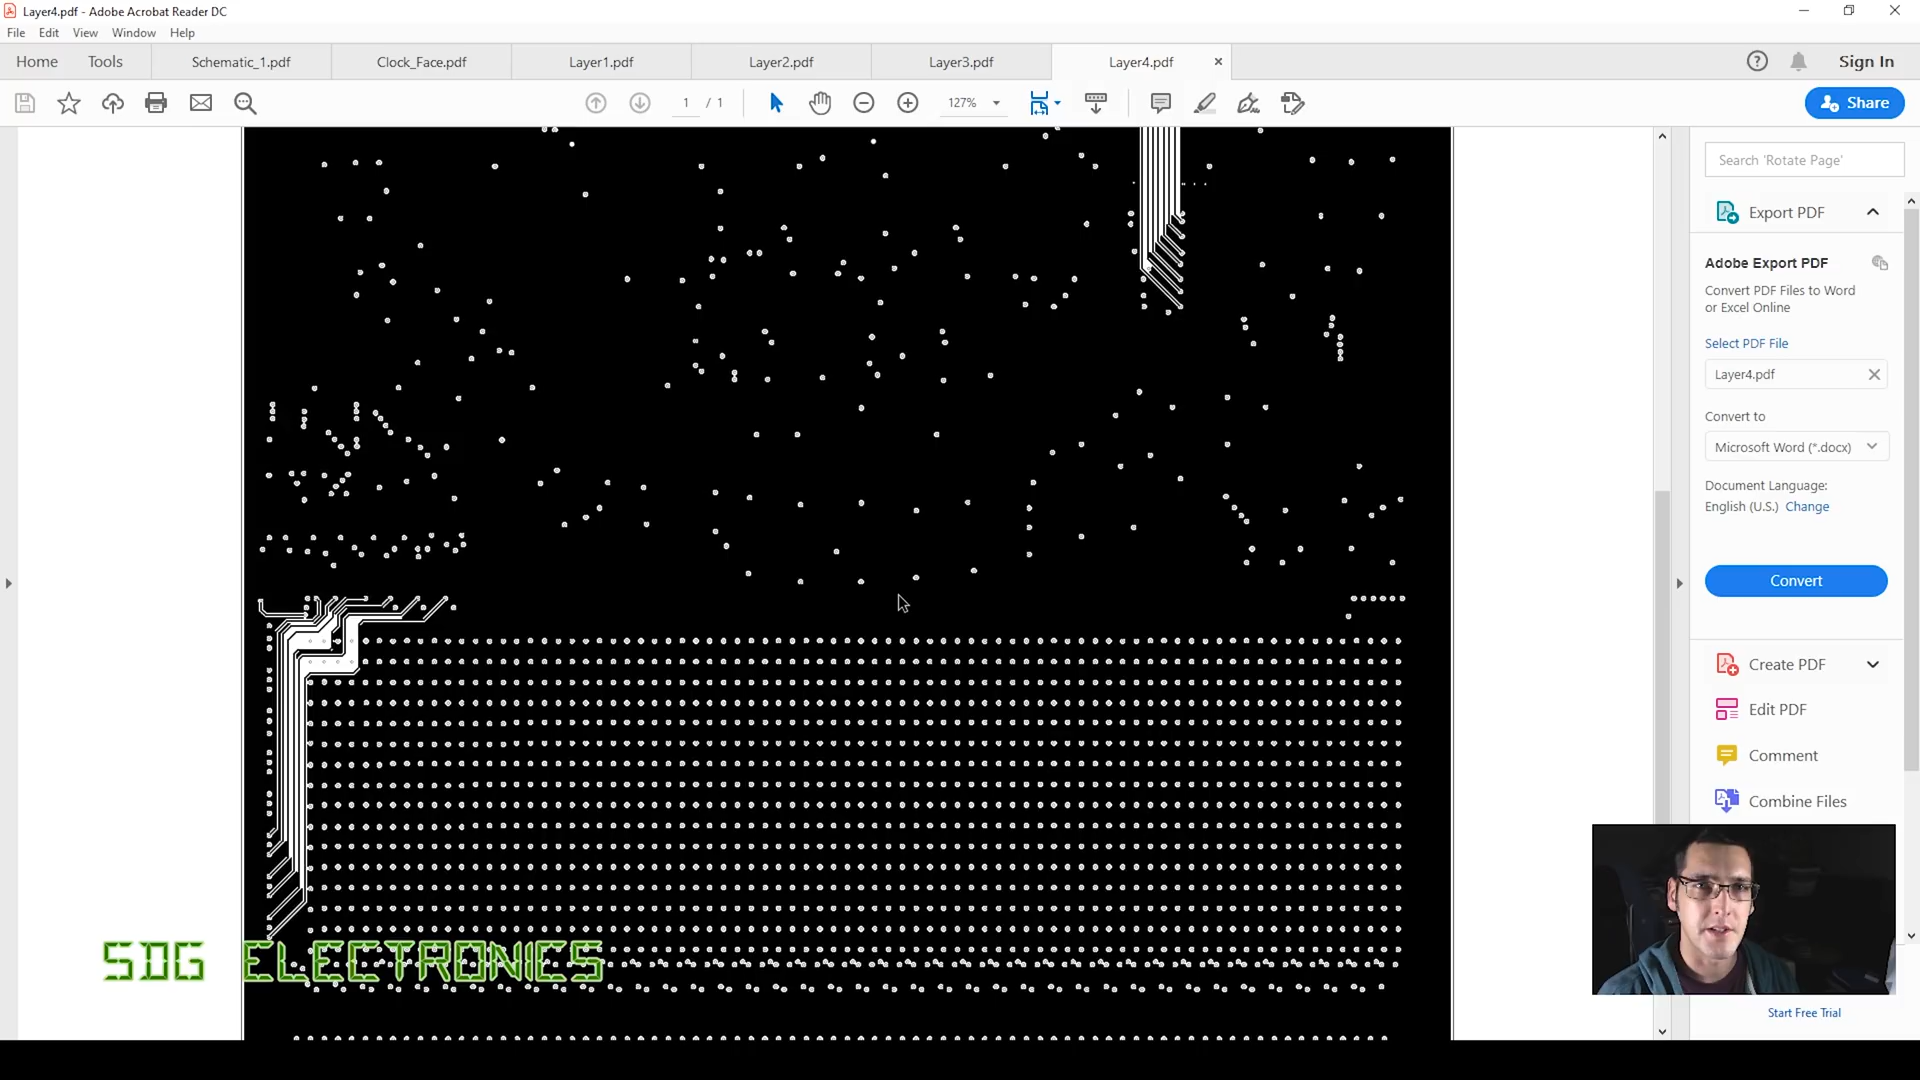 Layer4.pdf - Adobe Acrobat Reader DC
File Edit View Window Help
Home Tools Schematic_1.pdf Clock_Face.pdf Layer1.pdf Layer2.pdf Layer3.pdf Layer4.pdf Sign In
1 / 1 127% Share
Search 'Rotate Page'
Export PDF
Adobe Export PDF
Convert PDF Files to Word
or Excel Online
Select PDF File
Layer4.pdf
Convert to
Microsoft Word (*.docx)
Document Language:
English (U.S.) Change
Convert
Create PDF
Edit PDF
Comment
Combine Files
SDG ELECTRONICS
Start Free Trial